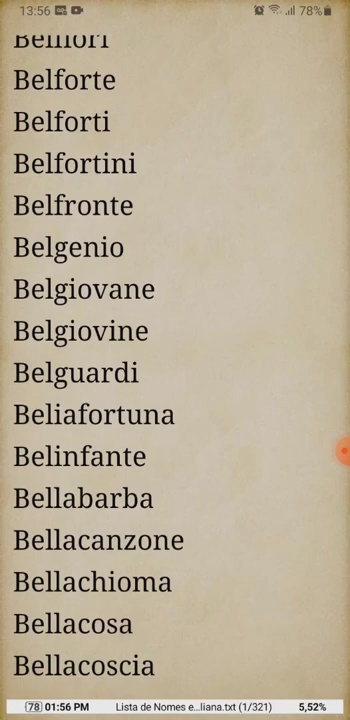 13:56 78%
Belfiori
Belforte
Belforti
Belfortini
Belfronte
Belgenio
Belgiovane
Belgiovine
Belguardi
Beliafortuna
Belinfante
Bellabarba
Bellacanzone
Bellachioma
Bellacosa
Bellacoscia
78 01:56 PM Lista de Nomes e...liana.txt (1/321) 5,52%